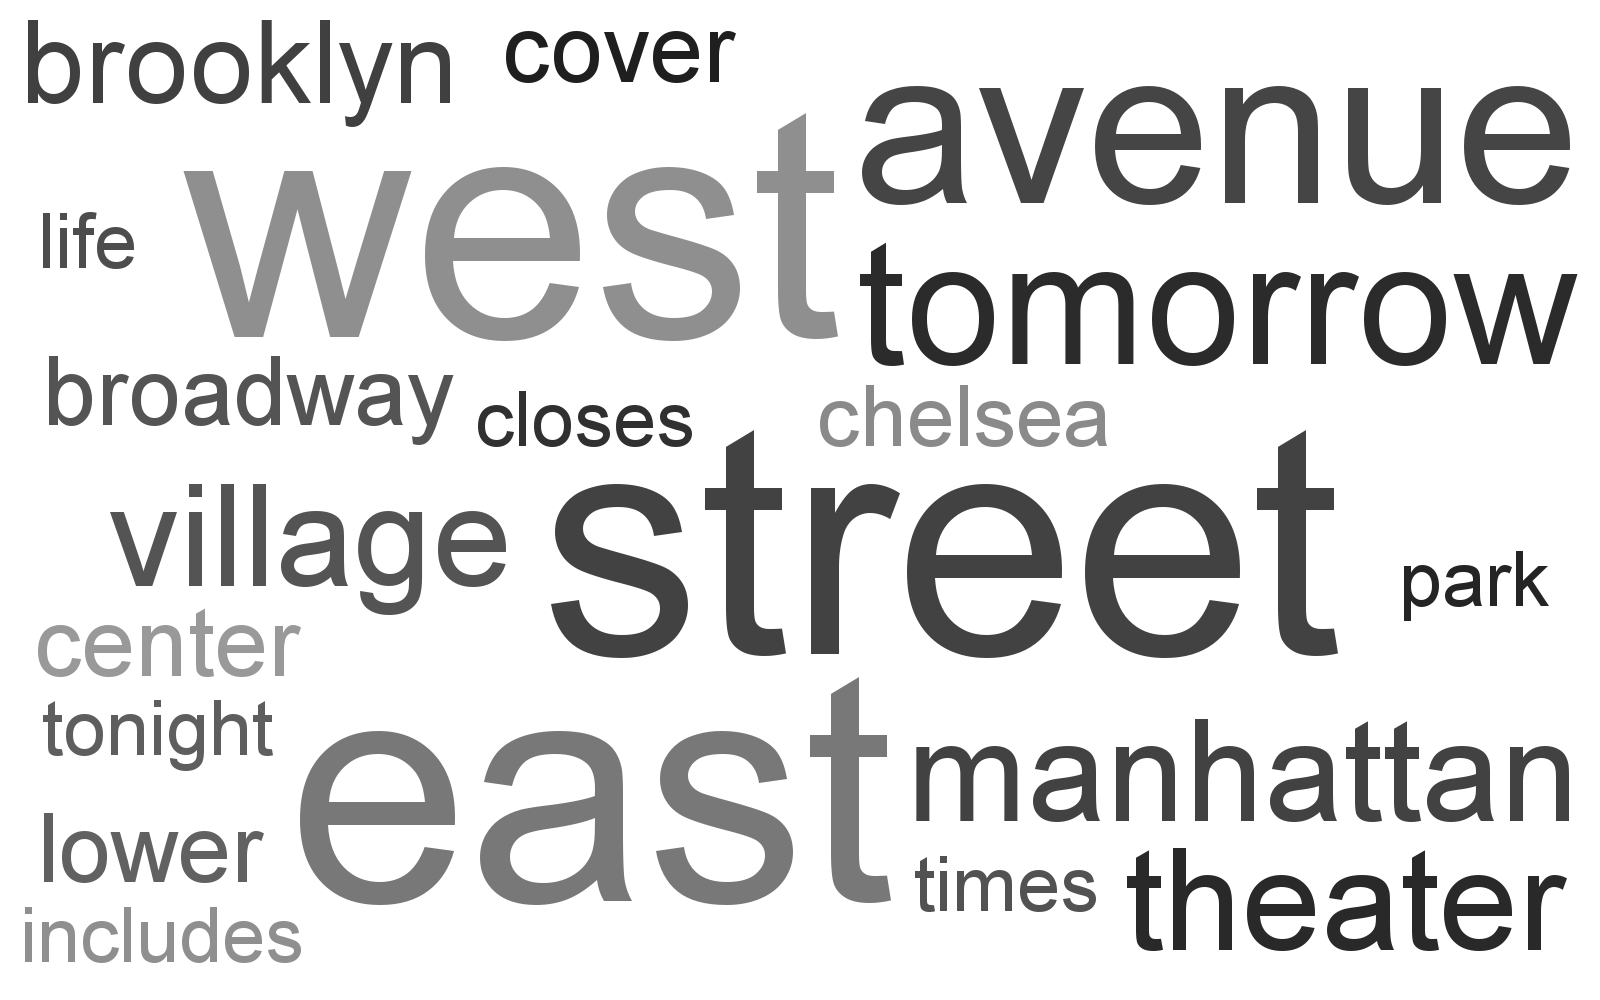 brooklyn
cover
avenue
west
life
tomorrow
broadway
closes
chelsea
village
street
park
center
tonight
east
manhattan
lower
times
theater
includes